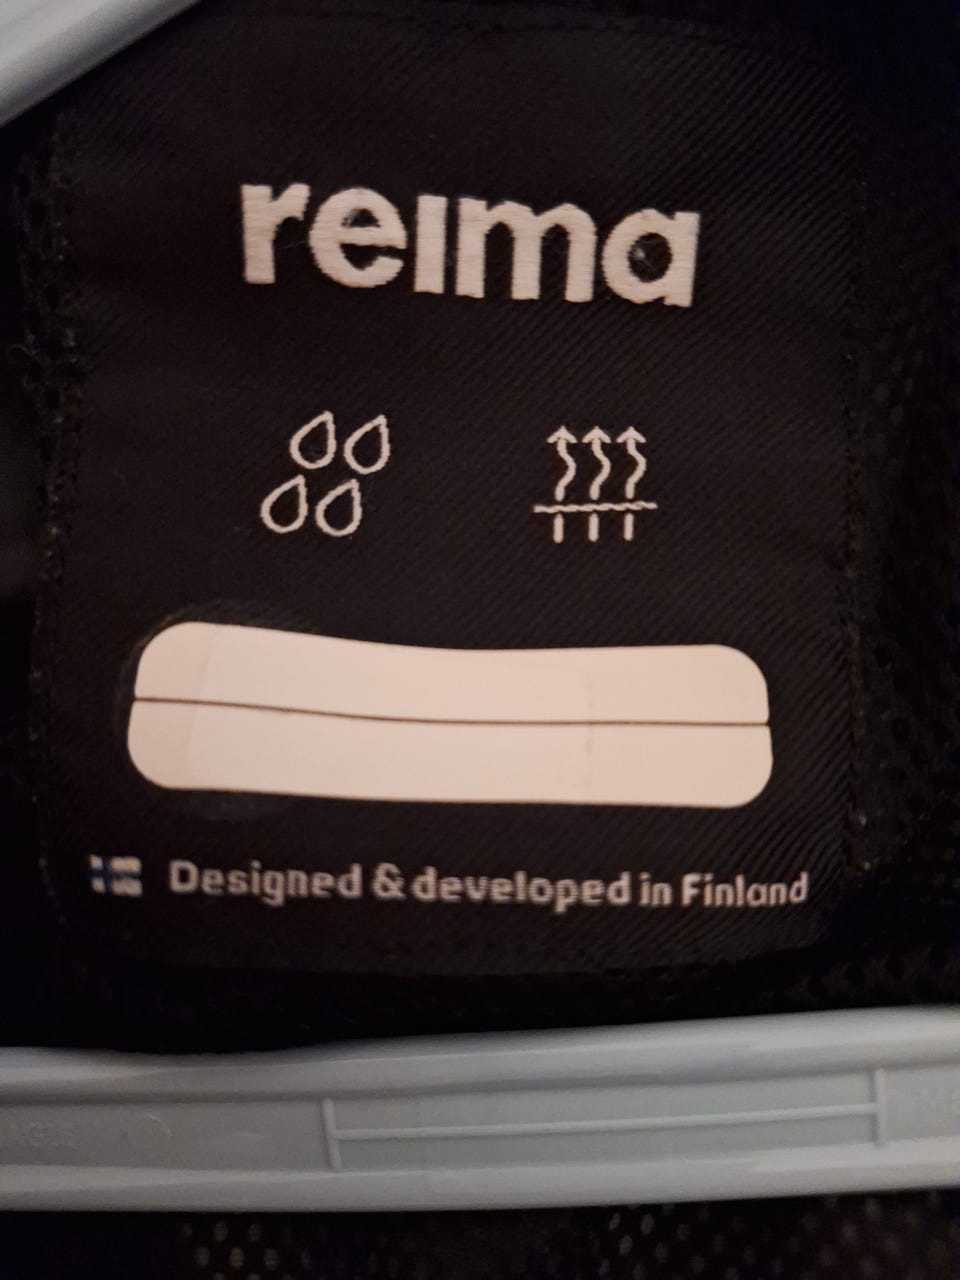 reima
Designed & developed in Finland